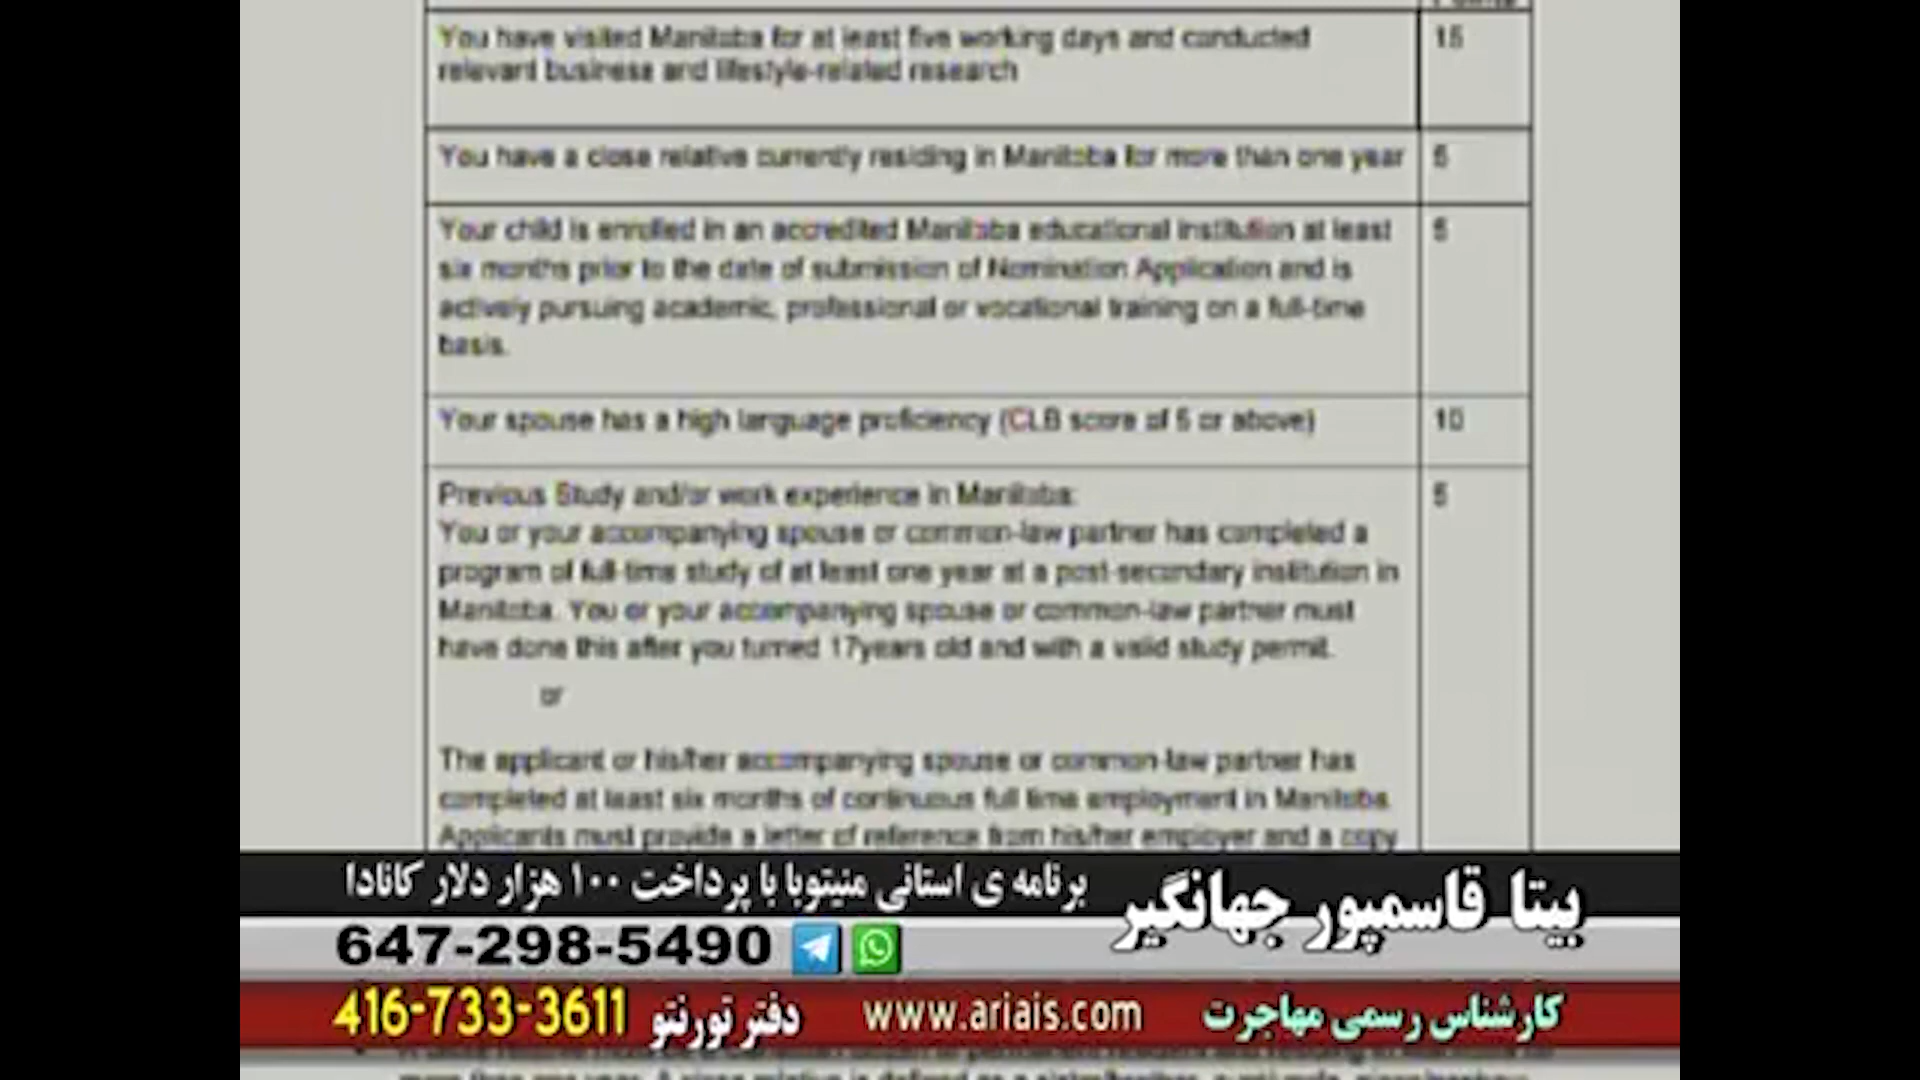 You have visited Manitoba for at least five working days and conducted
relevant business and lifestyle-related research
15
You have a close relative currently residing in Manitoba for more than one year
5
Your child is enrolled in an accredited Manitoba educational institution at least
six months prior to the date of submission of Nomination Application and is
actively pursuing academic, professional or vocational training on a full-time
basis.
5
Your spouse has a high language proficiency (CLB score of 5 or above)
10
Previous Study and/or work experience in Manitoba:
5
You or your accompanying spouse or common-law partner has completed a
program of full-time study of at least one year at a post-secondary institution in
Manitoba. You or your accompanying spouse or common-law partner must
have done this after you turned 17years old and with a valid study permit.
or
The applicant or his/her accompanying spouse or common-law partner has
completed at least six months of continuous full time employment in Manitoba.
Applicants must provide a letter of reference from his/her employer and a copy
بیتا قاسمپور جهانگیر
برنامه ی استانی منیتوبا با پرداخت ۱۰۰ هزار دلار کانادا
647-298-5490
کارشناس رسمی مهاجرت
www.ariais.com
دفتر تورنتو 416-733-3611